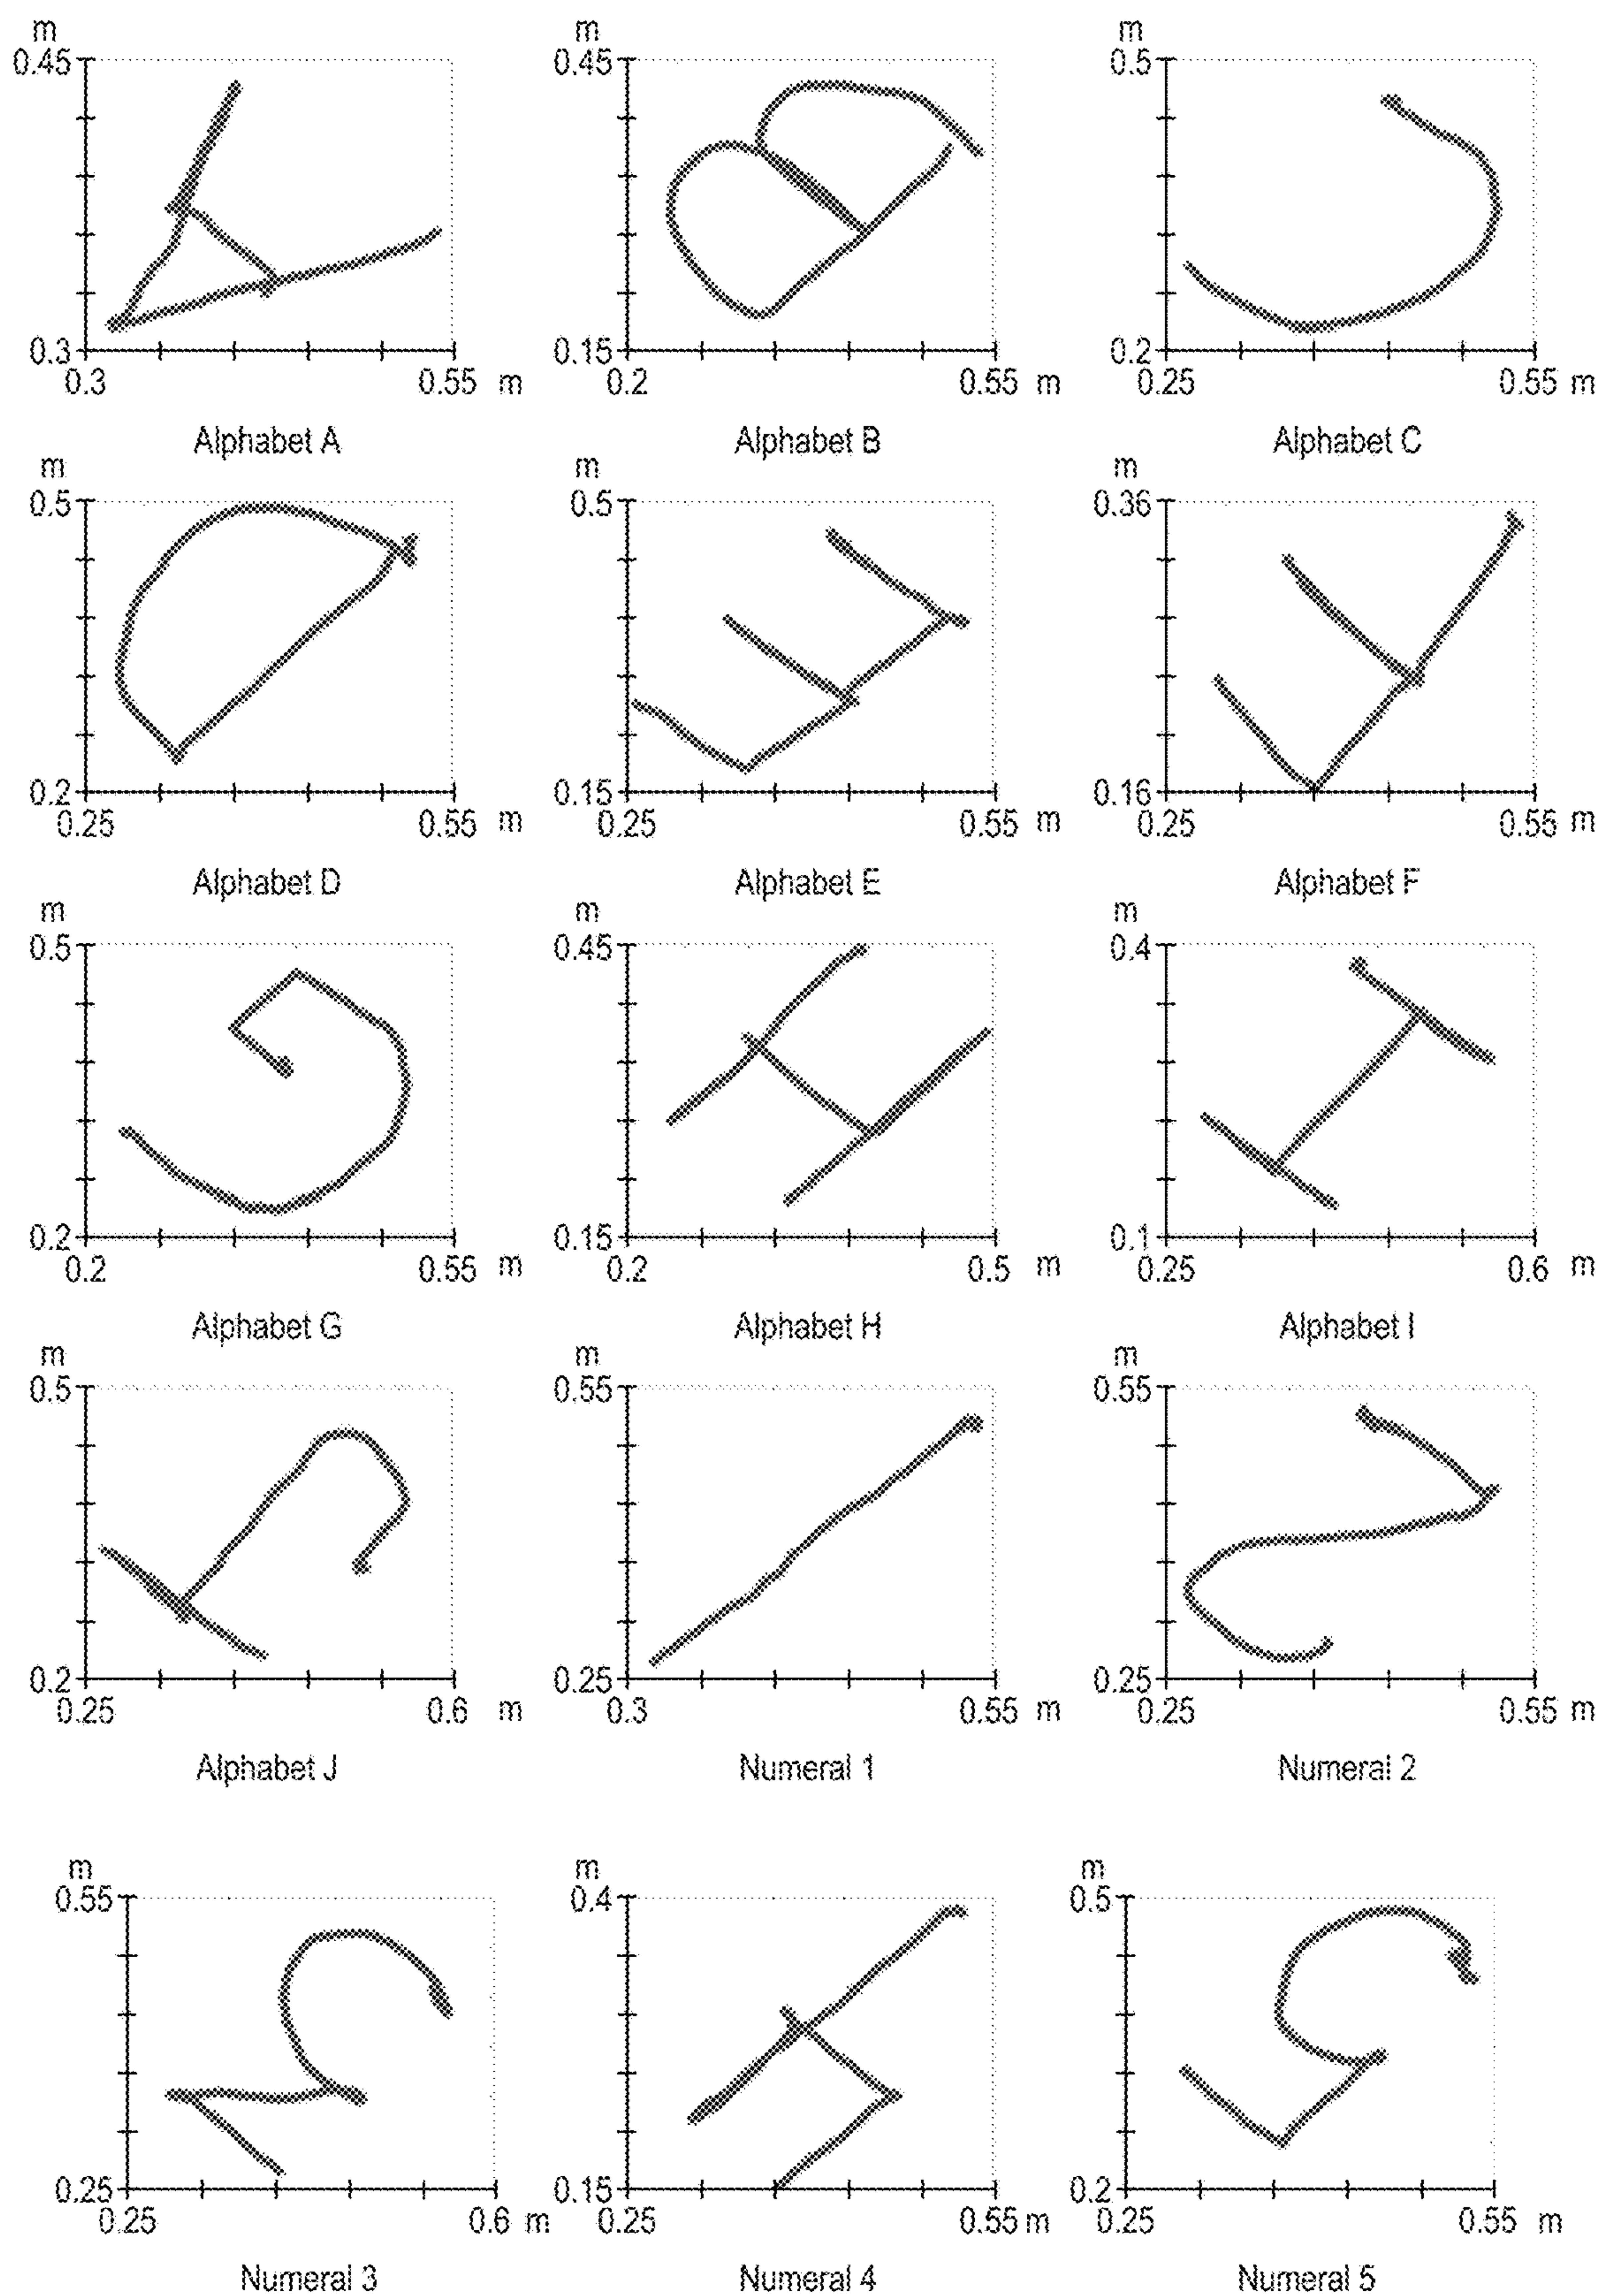 m m m
0.45 0.45 0.5
0.3 0.15 0.2
0.3 0.55 m 0.2 0.55 m 0.25 0.55 m
Alphabet A Alphabet B Alphabet C
m m m
0.5 0.5 0.36
0.2 0.15 0.16
0.25 0.55 m 0.2 0.55 m 0.25 0.55 m
Alphabet D Alphabet E Alphabet F
m m m
0.5 0.45 0.4
0.2 0.15 0.1
0.2 0.55 m 0.2 0.5 m 0.25 0.6 m
Alphabet G Alphabet H Alphabet I
m m m
0.5 0.55 0.55
0.2 0.25 0.25
0.25 0.6 m 0.3 0.55 m 0.25 0.55 m
Alphabet J Numeral 1 Numeral 2
m m m
0.55 0.4 0.5
0.25 0.15 0.2
0.25 0.6 m 0.25 0.55 m 0.25 0.55 m
Numeral 3 Numeral 4 Numeral 5